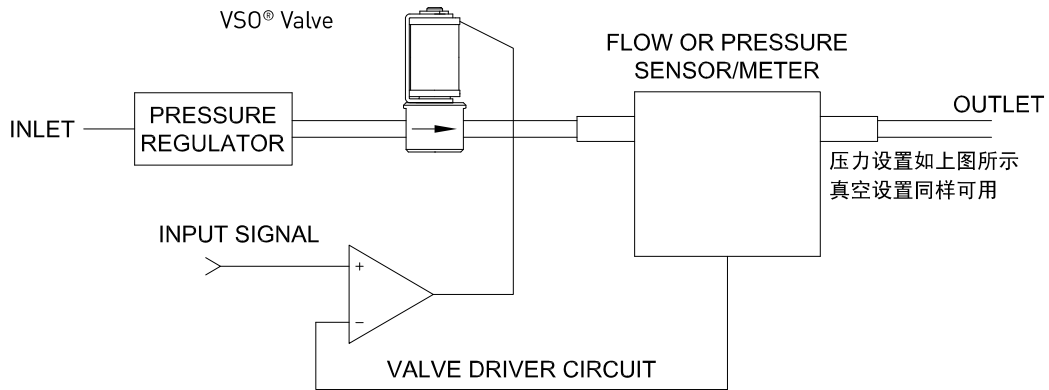 VSO® Valve
FLOW OR PRESSURE
SENSOR/METER
INLET
PRESSURE
REGULATOR
OUTLET
压力设置如上图所示
真空设置同样可用
INPUT SIGNAL
+
−
VALVE DRIVER CIRCUIT